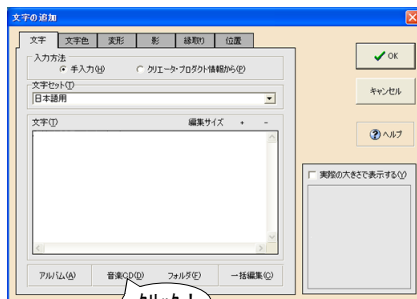 文字の追加
文字 文字色 変形 影 縁取り 位置
入力方法
手入力(H) クリエータ・プロダクト情報から(P)
文字セット(T)
日本語用
文字(T) 編集サイズ + -
OK
キャンセル
ヘルプ
実際の大きさで表示する(V)
アルバム(A) 音楽CD(D) フォルダ(F) 一括編集(C)
クリック!